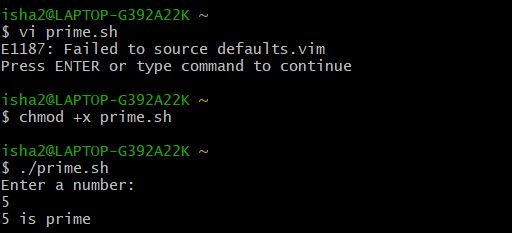 isha2@LAPTOP-G392A22K ~
$ vi prime.sh
E1187: Failed to source defaults.vim
Press ENTER or type command to continue
isha2@LAPTOP-G392A22K ~
$ chmod +x prime.sh
isha2@LAPTOP-G392A22K ~
$ ./prime.sh
Enter a number:
5
5 is prime